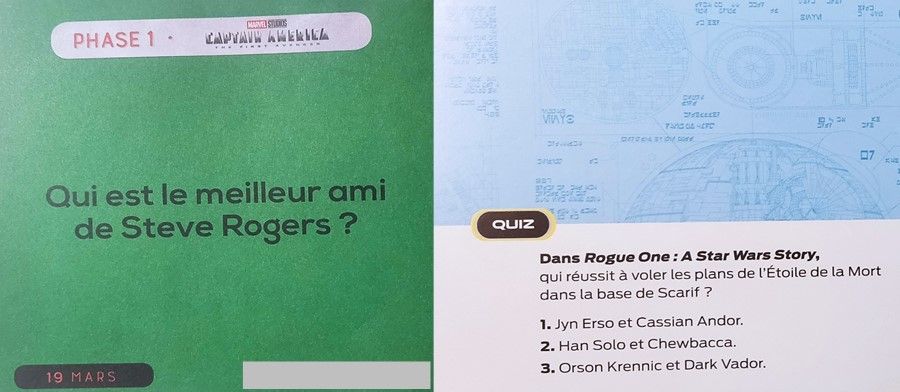 PHASE 1 •
MARVEL STUDIOS
CAPTAIN AMERICA
THE FIRST AVENGER
Qui est le meilleur ami
de Steve Rogers ?
19 MARS
QUIZ
Dans Rogue One : A Star Wars Story,
qui réussit à voler les plans de l'Étoile de la Mort
dans la base de Scarif ?
1. Jyn Erso et Cassian Andor.
2. Han Solo et Chewbacca.
3. Orson Krennic et Dark Vador.